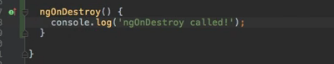 ngOnDestroy() {
console.log('ngOnDestroy called!');
}
}